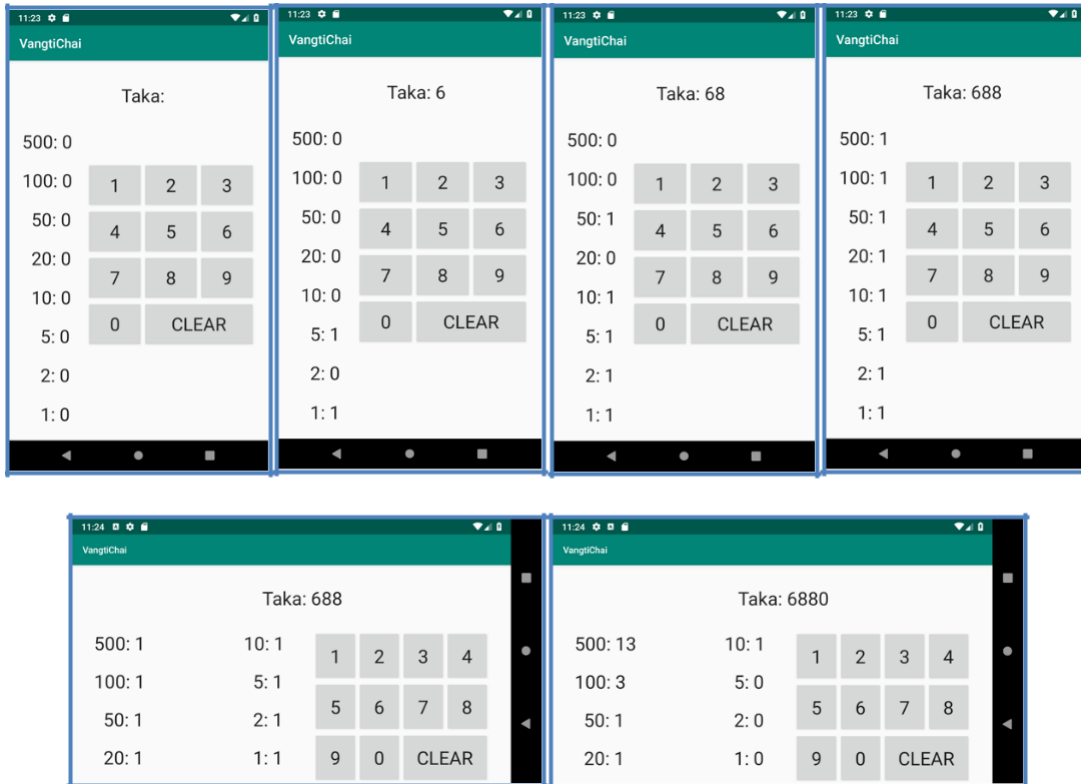 11:23
VangtiChai
Taka:
500: 0
100: 0
50: 0
20: 0
10: 0
5: 0
2: 0
1: 0
1 2 3
4 5 6
7 8 9
0 CLEAR
11:23
VangtiChai
Taka: 6
500: 0
100: 0
50: 0
20: 0
10: 0
5: 1
2: 0
1: 1
1 2 3
4 5 6
7 8 9
0 CLEAR
11:23
VangtiChai
Taka: 68
500: 0
100: 0
50: 1
20: 0
10: 1
5: 1
2: 1
1: 1
1 2 3
4 5 6
7 8 9
0 CLEAR
11:23
VangtiChai
Taka: 688
500: 1
100: 1
50: 1
20: 1
10: 1
5: 1
2: 1
1: 1
1 2 3
4 5 6
7 8 9
0 CLEAR
11:24
VangtiChai
Taka: 688
500: 1
100: 1
50: 1
20: 1
10: 1
5: 1
2: 1
1: 1
1 2 3 4
5 6 7 8
9 0 CLEAR
11:24
VangtiChai
Taka: 6880
500: 13
100: 3
50: 1
20: 1
10: 1
5: 0
2: 0
1: 0
1 2 3 4
5 6 7 8
9 0 CLEAR